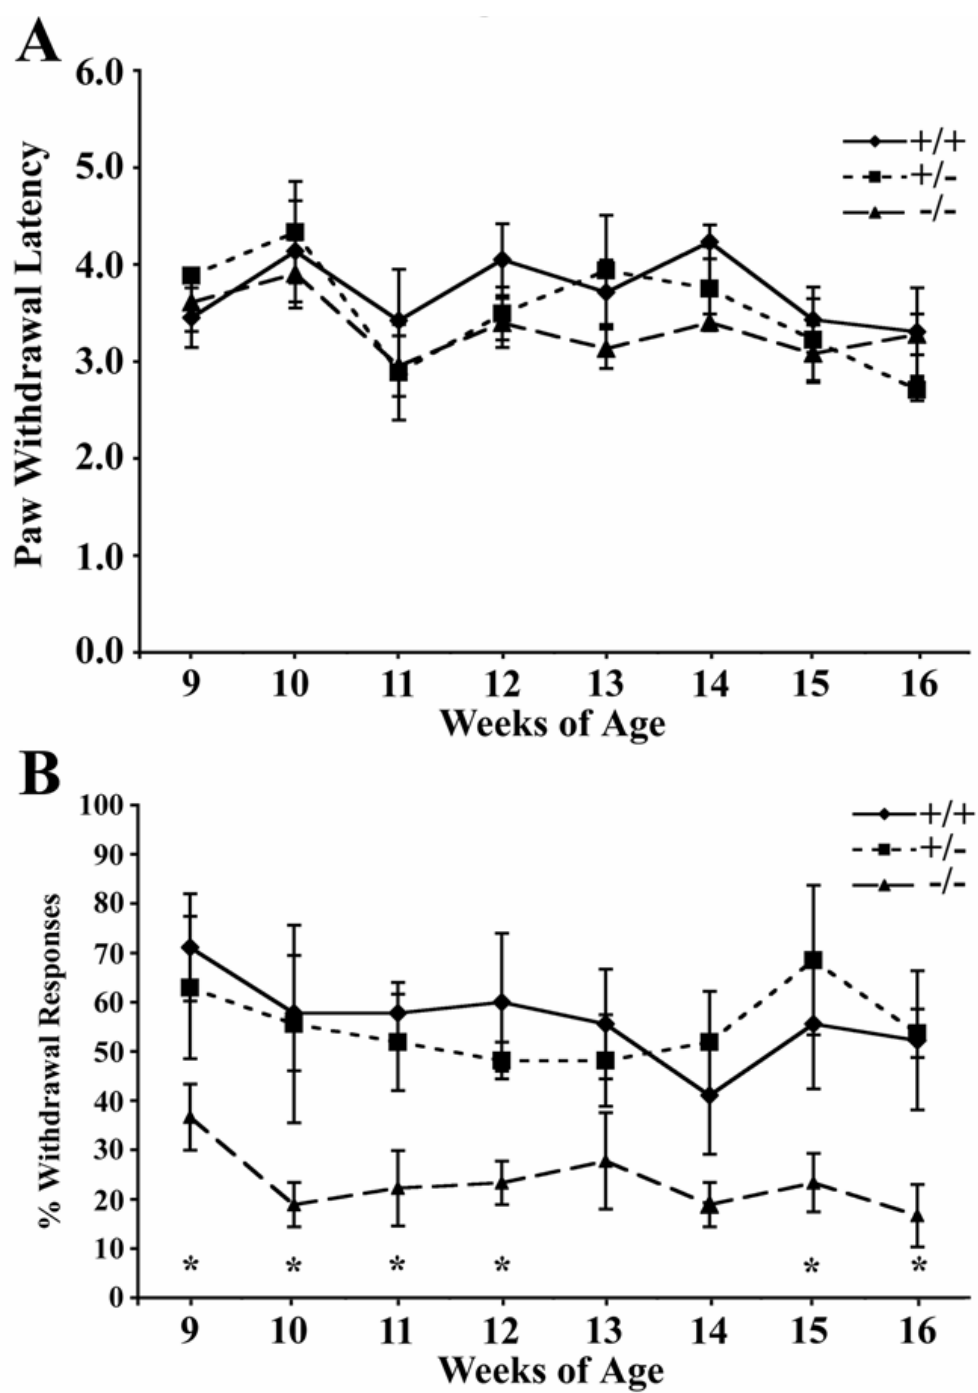 A
6.0
5.0
4.0
3.0
2.0
1.0
0.0
Paw Withdrawal Latency
+/+
+/-
-/-
9 10 11 12 13 14 15 16
Weeks of Age
B
100
90
80
70
60
50
40
30
20
10
0
% Withdrawal Responses
+/+
+/-
-/-
* * * * * *
9 10 11 12 13 14 15 16
Weeks of Age